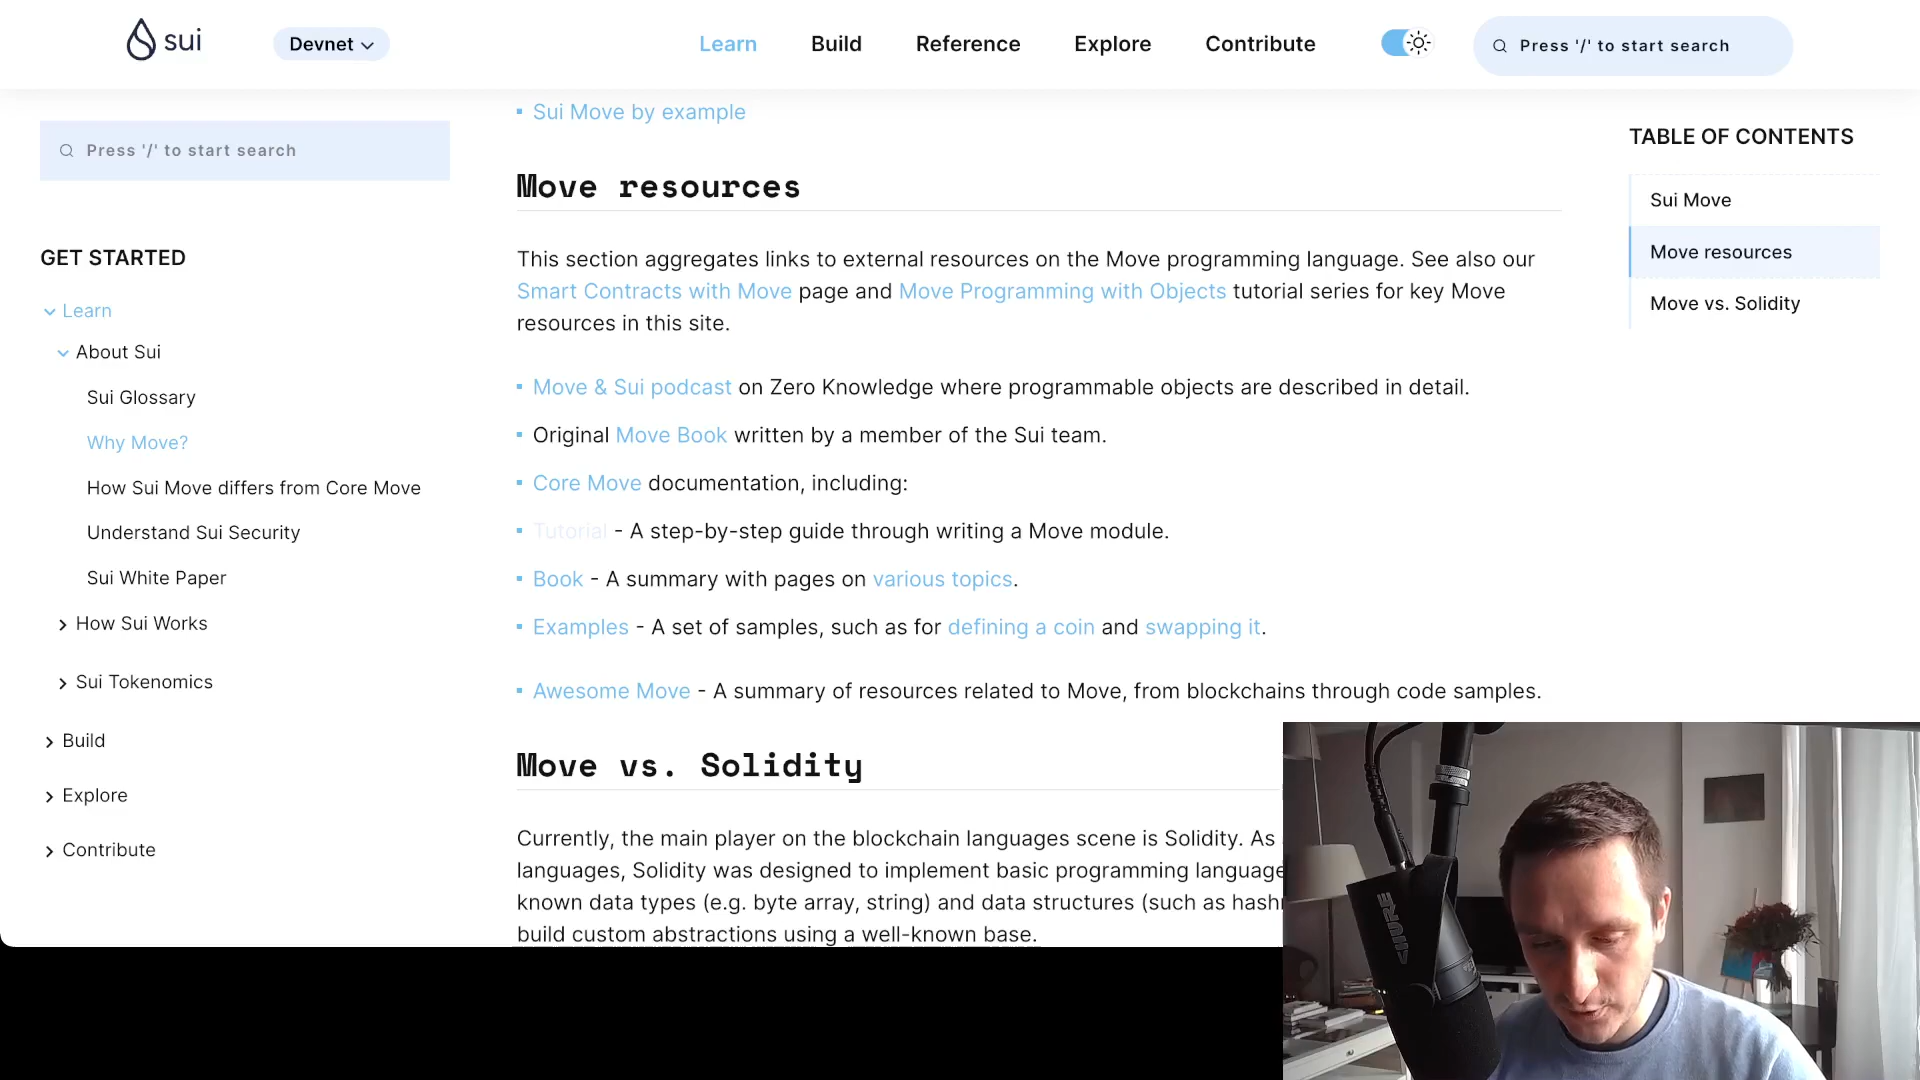 sui
Devnet
Learn
Build
Reference
Explore
Contribute
Press '/' to start search
Press '/' to start search
GET STARTED
Learn
About Sui
Sui Glossary
Why Move?
How Sui Move differs from Core Move
Understand Sui Security
Sui White Paper
How Sui Works
Sui Tokenomics
Build
Explore
Contribute
Sui Move by example
Move resources
This section aggregates links to external resources on the Move programming language. See also our
Smart Contracts with Move page and Move Programming with Objects tutorial series for key Move
resources in this site.
Move & Sui podcast on Zero Knowledge where programmable objects are described in detail.
Original Move Book written by a member of the Sui team.
Core Move documentation, including:
Tutorial - A step-by-step guide through writing a Move module.
Book - A summary with pages on various topics.
Examples - A set of samples, such as for defining a coin and swapping it.
Awesome Move - A summary of resources related to Move, from blockchains through code samples.
Move vs. Solidity
Currently, the main player on the blockchain languages scene is Solidity. As
languages, Solidity was designed to implement basic programming language
known data types (e.g. byte array, string) and data structures (such as hash
build custom abstractions using a well-known base.
TABLE OF CONTENTS
Sui Move
Move resources
Move vs. Solidity
SHURE